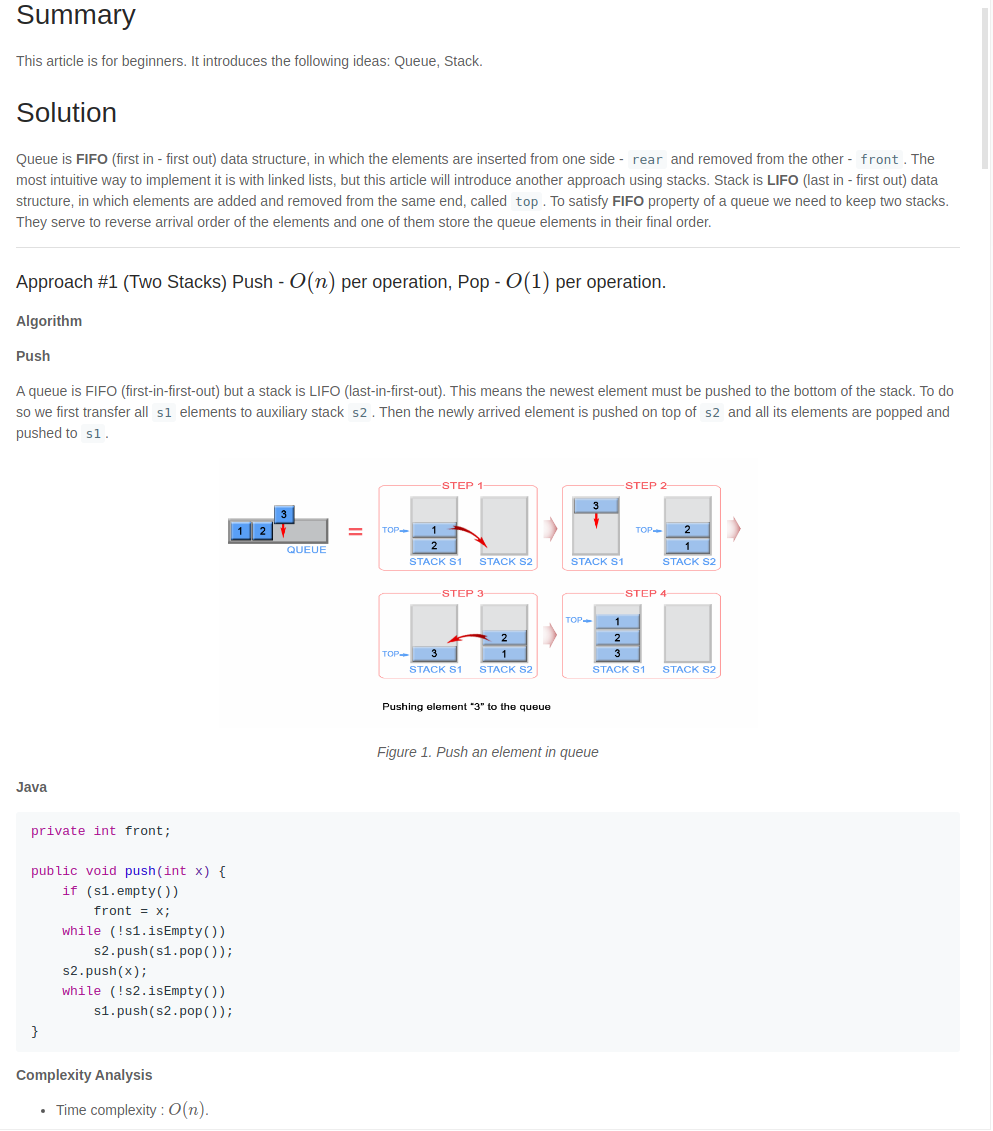 Summary
This article is for beginners. It introduces the following ideas: Queue, Stack.
Solution
Queue is FIFO (first in - first out) data structure, in which the elements are inserted from one side - rear and removed from the other - front . The
most intuitive way to implement it is with linked lists, but this article will introduce another approach using stacks. Stack is LIFO (last in - first out) data
structure, in which elements are added and removed from the same end, called top . To satisfy FIFO property of a queue we need to keep two stacks.
They serve to reverse arrival order of the elements and one of them store the queue elements in their final order.
Approach #1 (Two Stacks) Push - O(n) per operation, Pop - O(1) per operation.
Algorithm
Push
A queue is FIFO (first-in-first-out) but a stack is LIFO (last-in-first-out). This means the newest element must be pushed to the bottom of the stack. To do
so we first transfer all s1 elements to auxiliary stack s2 . Then the newly arrived element is pushed on top of s2 and all its elements are popped and
pushed to s1 .
1 2 3
QUEUE
=
STEP 1
TOP
1
2
STACK S1 STACK S2
STEP 2
3
TOP
2
1
STACK S1 STACK S2
STEP 3
TOP
3
2
1
STACK S1 STACK S2
STEP 4
TOP
1
2
3
STACK S1 STACK S2
Pushing element "3" to the queue
Figure 1. Push an element in queue
Java
private int front;
public void push(int x) {
    if (s1.empty())
        front = x;
    while (!s1.isEmpty())
        s2.push(s1.pop());
    s2.push(x);
    while (!s2.isEmpty())
        s1.push(s2.pop());
}
Complexity Analysis
• Time complexity : O(n).